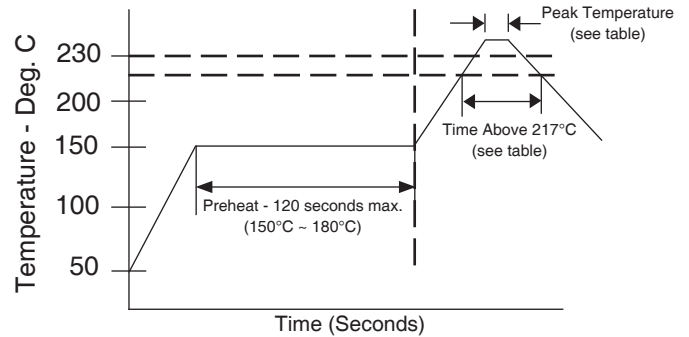 Peak Temperature
(see table)
230
200
150
100
50
Temperature - Deg. C
Time Above 217°C
(see table)
Preheat - 120 seconds max.
(150°C ~ 180°C)
Time (Seconds)